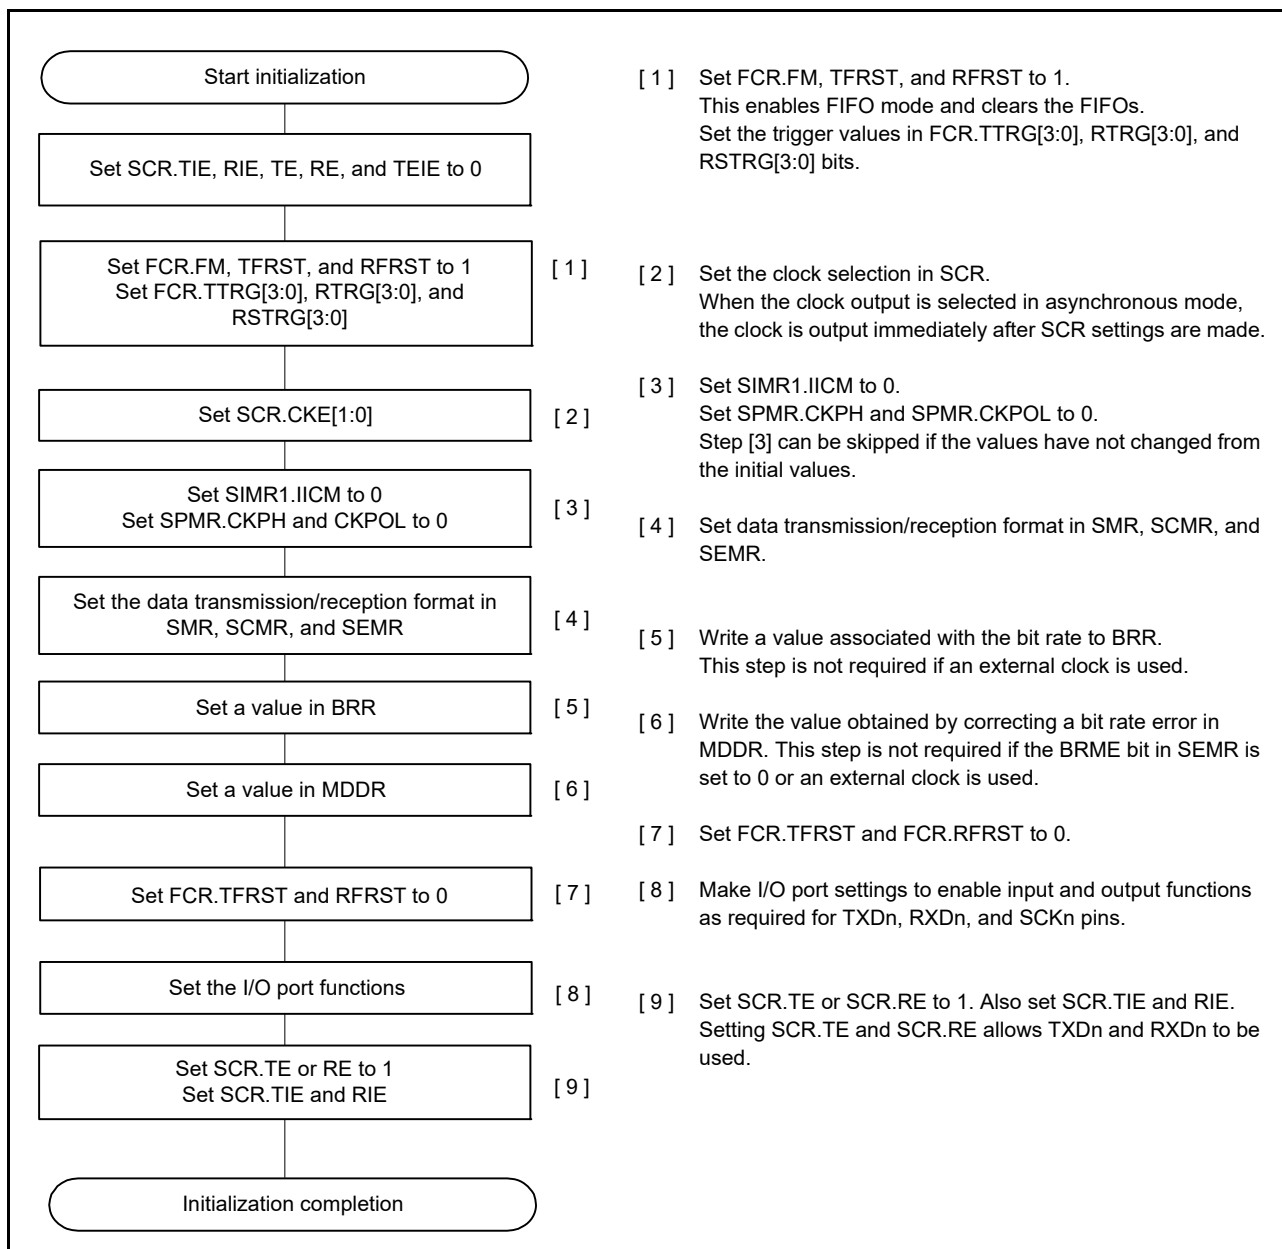 Start initialization
Set SCR.TIE, RIE, TE, RE, and TEIE to 0
Set FCR.FM, TFRST, and RFRST to 1
Set FCR.TTRG[3:0], RTRG[3:0], and
RSTRG[3:0]
[ 1 ]
Set SCR.CKE[1:0]
[ 2 ]
Set SIMR1.IICM to 0
Set SPMR.CKPH and CKPOL to 0
[ 3 ]
Set the data transmission/reception format in
SMR, SCMR, and SEMR
[ 4 ]
Set a value in BRR
[ 5 ]
Set a value in MDDR
[ 6 ]
Set FCR.TFRST and RFRST to 0
[ 7 ]
Set the I/O port functions
[ 8 ]
Set SCR.TE or RE to 1
Set SCR.TIE and RIE
[ 9 ]
Initialization completion
[ 1 ] Set FCR.FM, TFRST, and RFRST to 1.
This enables FIFO mode and clears the FIFOs.
Set the trigger values in FCR.TTRG[3:0], RTRG[3:0], and
RSTRG[3:0] bits.
[ 2 ] Set the clock selection in SCR.
When the clock output is selected in asynchronous mode,
the clock is output immediately after SCR settings are made.
[ 3 ] Set SIMR1.IICM to 0.
Set SPMR.CKPH and SPMR.CKPOL to 0.
Step [3] can be skipped if the values have not changed from
the initial values.
[ 4 ] Set data transmission/reception format in SMR, SCMR, and
SEMR.
[ 5 ] Write a value associated with the bit rate to BRR.
This step is not required if an external clock is used.
[ 6 ] Write the value obtained by correcting a bit rate error in
MDDR. This step is not required if the BRME bit in SEMR is
set to 0 or an external clock is used.
[ 7 ] Set FCR.TFRST and FCR.RFRST to 0.
[ 8 ] Make I/O port settings to enable input and output functions
as required for TXDn, RXDn, and SCKn pins.
[ 9 ] Set SCR.TE or SCR.RE to 1. Also set SCR.TIE and RIE.
Setting SCR.TE and SCR.RE allows TXDn and RXDn to be
used.